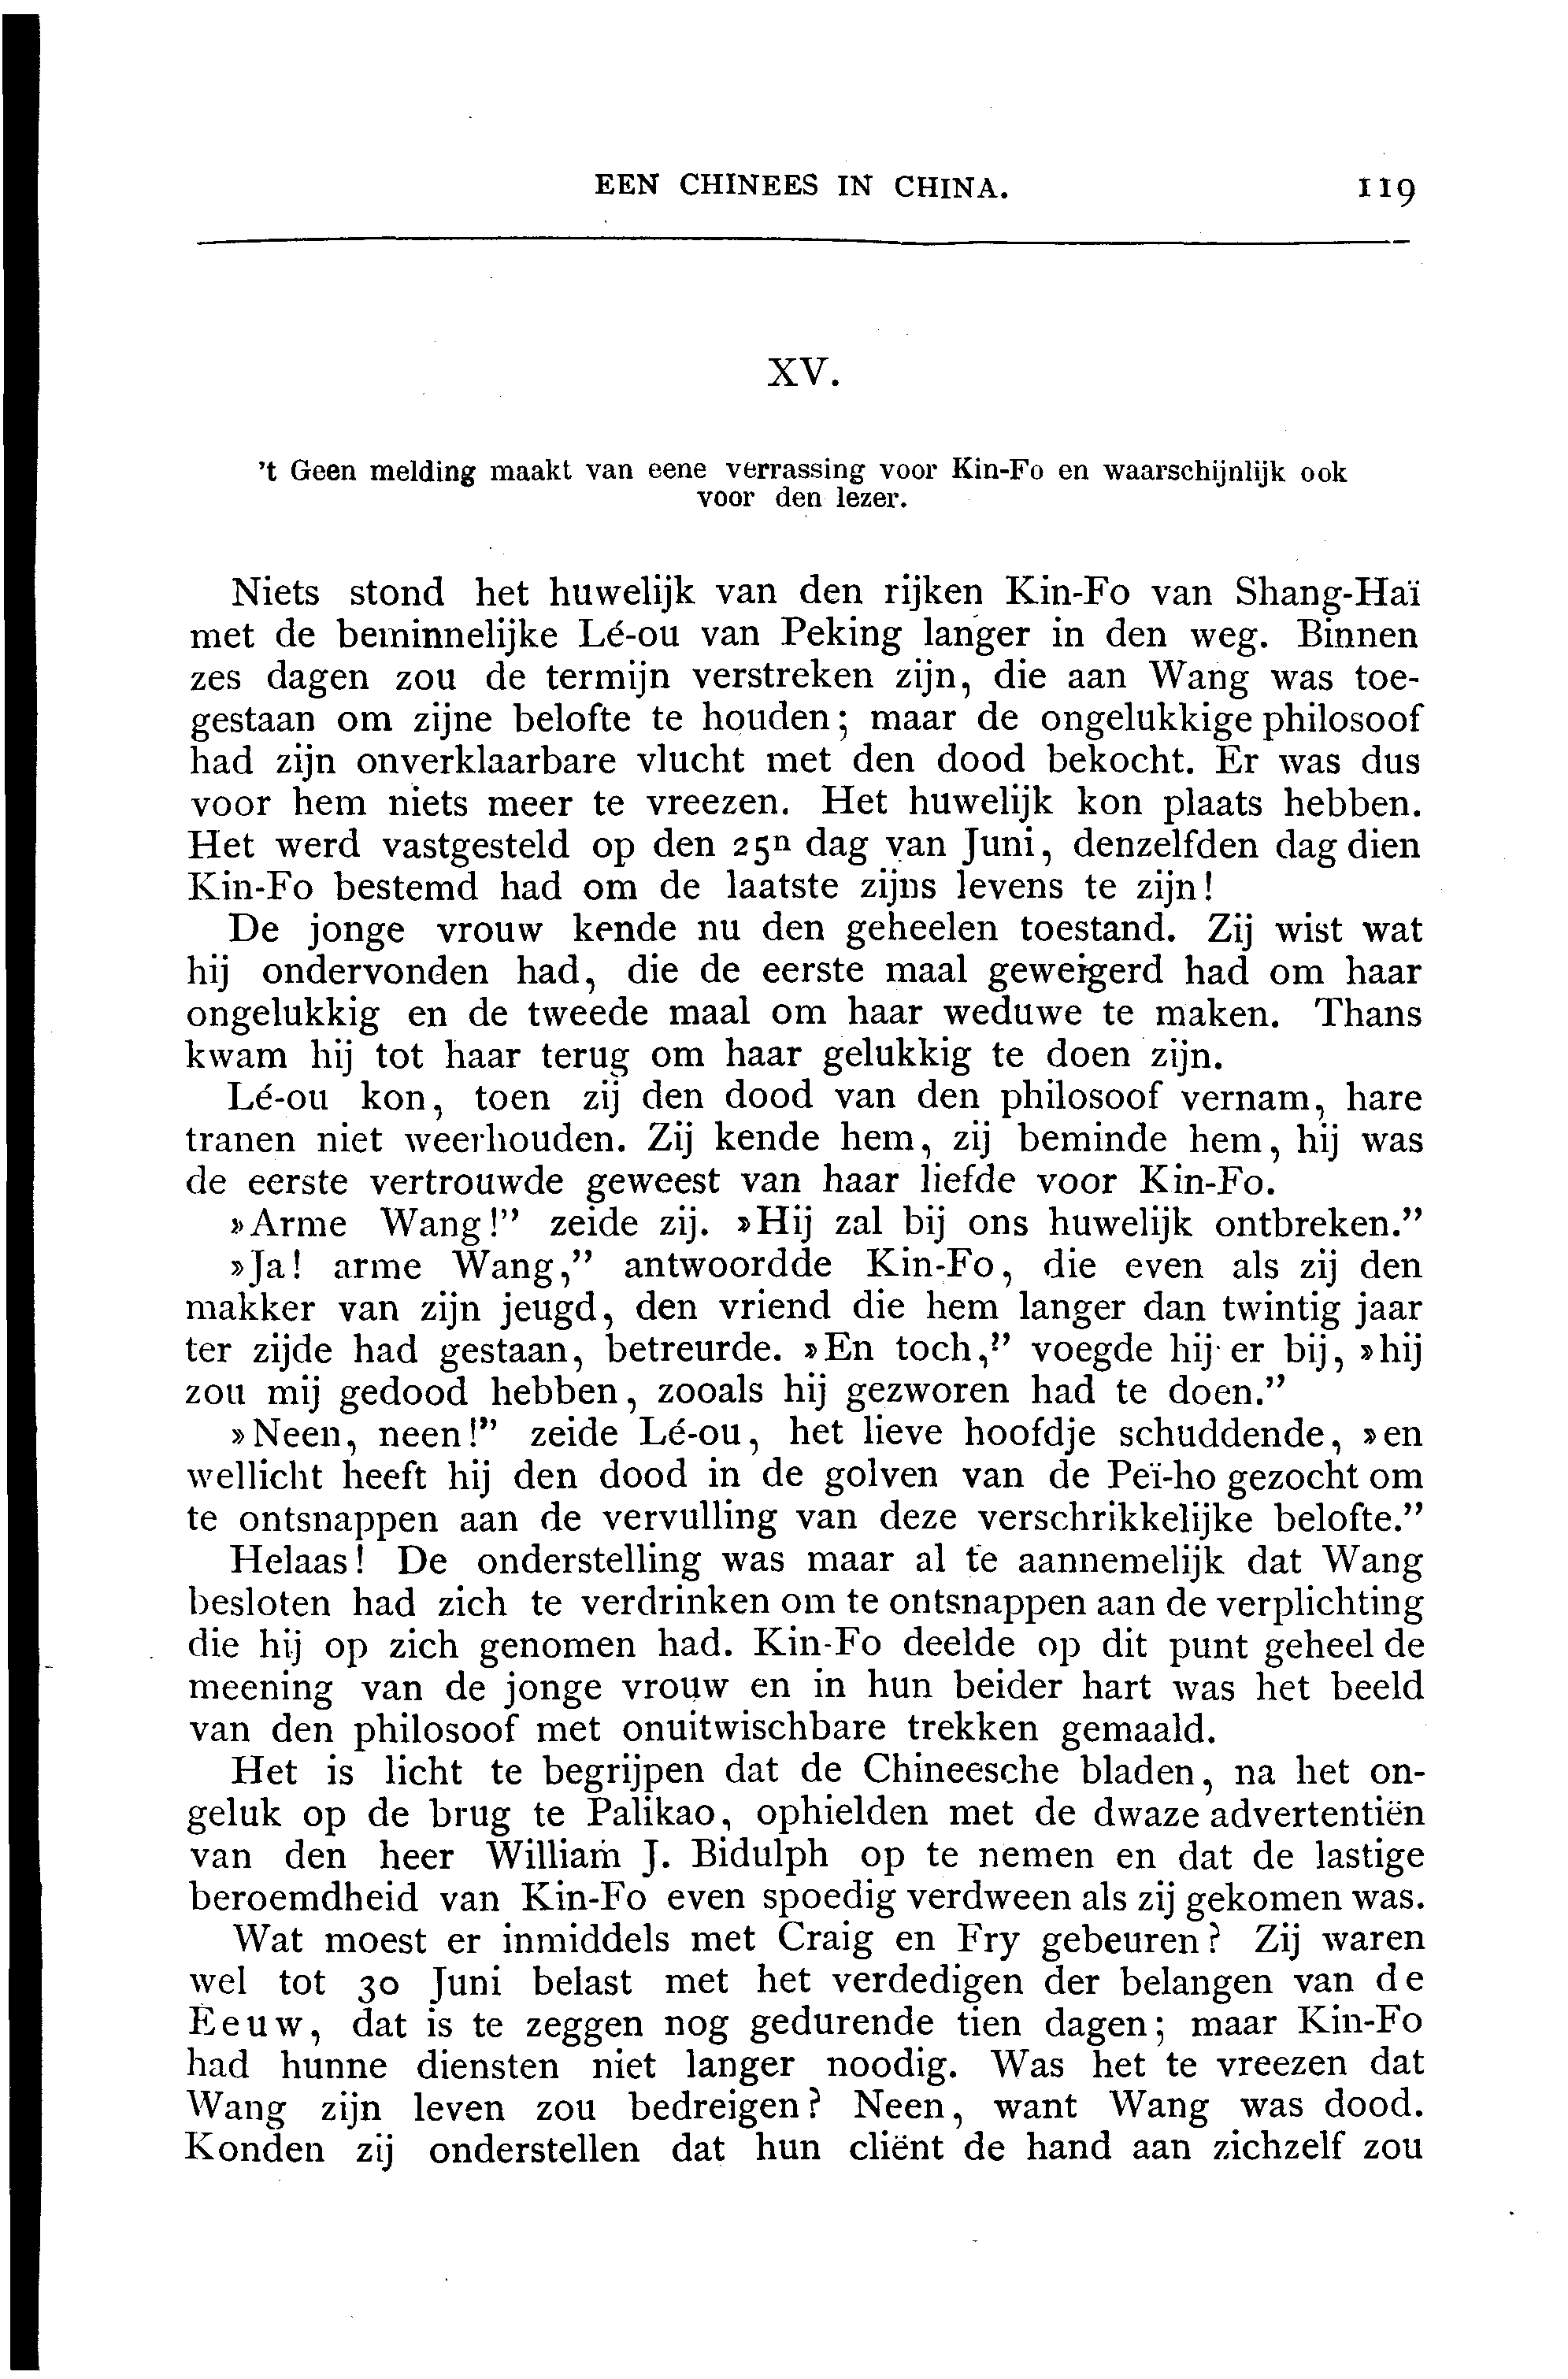 EEN CHINEES IN CHINA. 119
XV.
't Geen melding maakt van eene verrassing voor Kin-Fo en waarschijnlijk ook
voor den lezer.
Niets stond het huwelijk van den rijken Kin-Fo van Shang-Haï
met de beminnelijke Lé-ou van Peking langer in den weg. Binnen
zes dagen zou de termijn verstreken zijn, die aan Wang was toe-
gestaan om zijne belofte te houden; maar de ongelukkige philosoof
had zijn onverklaarbare vlucht met den dood bekocht. Er was dus
voor hem niets meer te vreezen. Het huwelijk kon plaats hebben.
Het werd vastgesteld op den 25n dag van Juni, denzelfden dag dien
Kin-Fo bestemd had om de laatste zijns levens te zijn!
De jonge vrouw kende nu den geheelen toestand. Zij wist wat
hij ondervonden had, die de eerste maal geweigerd had om haar
ongelukkig en de tweede maal om haar weduwe te maken. Thans
kwam hij tot haar terug om haar gelukkig te doen zijn.
Lé-ou kon, toen zij den dood van den philosoof vernam, hare
tranen niet weerhouden. Zij kende hem, zij beminde hem, hij was
de eerste vertrouwde geweest van haar liefde voor Kin-Fo.
»Arme Wang!” zeide zij. »Hij zal bij ons huwelijk ontbreken.”
»Ja! arme Wang,” antwoordde Kin-Fo, die even als zij den
makker van zijn jeugd, den vriend die hem langer dan twintig jaar
ter zijde had gestaan, betreurde. »En toch,” voegde hij er bij, »hij
zou mij gedood hebben, zooals hij gezworen had te doen.”
»Neen, neen!” zeide Lé-ou, het lieve hoofdje schuddende, »en
wellicht heeft hij den dood in de golven van de Peï-ho gezocht om
te ontsnappen aan de vervulling van deze verschrikkelijke belofte.”
Helaas! De onderstelling was maar al te aannemelijk dat Wang
besloten had zich te verdrinken om te ontsnappen aan de verplichting
die hij op zich genomen had. Kin-Fo deelde op dit punt geheel de
meening van de jonge vrouw en in hun beider hart was het beeld
van den philosoof met onuitwischbare trekken gemaald.
Het is licht te begrijpen dat de Chineesche bladen, na het on-
geluk op de brug te Palikao, ophielden met de dwaze advertentiën
van den heer William J. Bidulph op te nemen en dat de lastige
beroemdheid van Kin-Fo even spoedig verdween als zij gekomen was.
Wat moest er inmiddels met Craig en Fry gebeuren? Zij waren
wel tot 30 Juni belast met het verdedigen der belangen van de
Eeuw, dat is te zeggen nog gedurende tien dagen; maar Kin-Fo
had hunne diensten niet langer noodig. Was het te vreezen dat
Wang zijn leven zou bedreigen? Neen, want Wang was dood.
Konden zij onderstellen dat hun cliënt de hand aan zichzelf zou